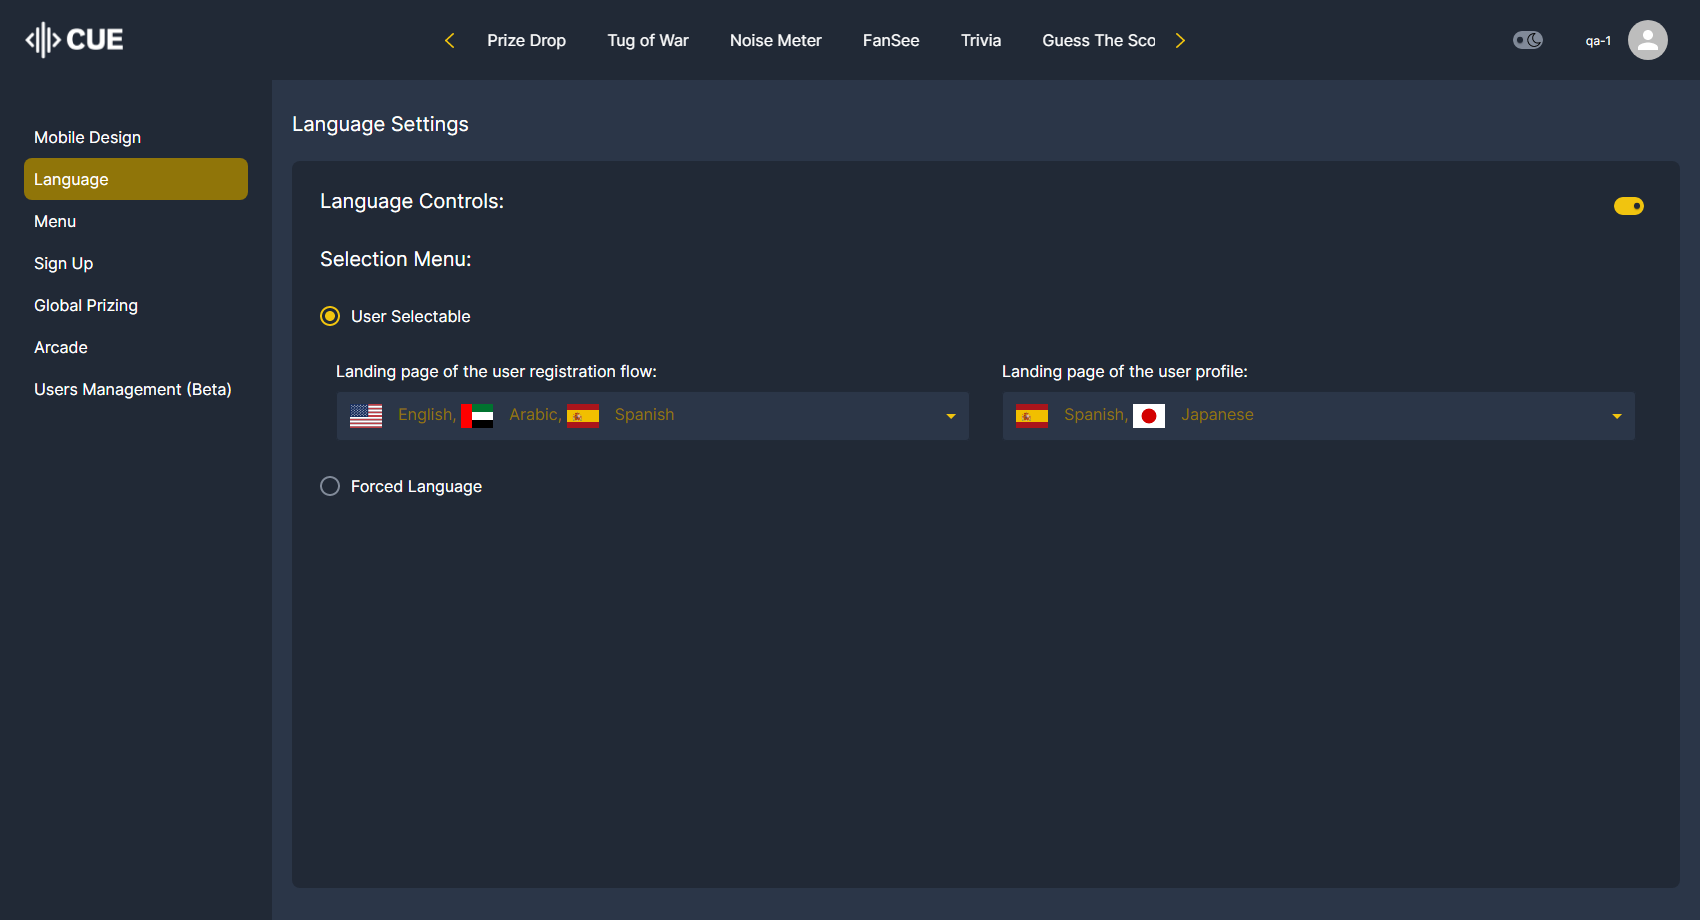 CUE
Prize Drop Tug of War Noise Meter FanSee Trivia Guess The Sco
qa-1
Mobile Design
Language
Menu
Sign Up
Global Prizing
Arcade
Users Management (Beta)
Language Settings
Language Controls:
Selection Menu:
User Selectable
Landing page of the user registration flow:
English, Arabic, Spanish
Landing page of the user profile:
Spanish, Japanese
Forced Language